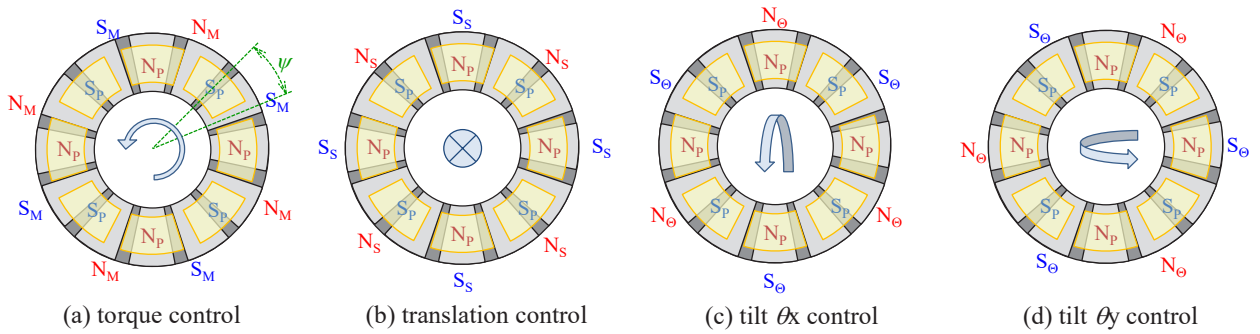 S_M N_M
ψ
N_P
S_P S_P
N_M S_M
N_P N_P
S_M N_M
S_P S_P
N_P
N_M S_M
(a) torque control
S_S
N_S N_S
N_P
S_P S_P
S_S N_P N_P S_S
S_P S_P
N_P
N_S N_S
S_S
(b) translation control
N_Θ
N_P
S_Θ S_Θ
S_P S_P
N_P N_P
S_P S_P
N_Θ N_Θ
N_P
S_Θ
(c) tilt θx control
S_Θ N_Θ
N_P
S_P S_P
N_Θ N_P N_P S_Θ
S_P S_P
N_P
S_Θ N_Θ
(d) tilt θy control